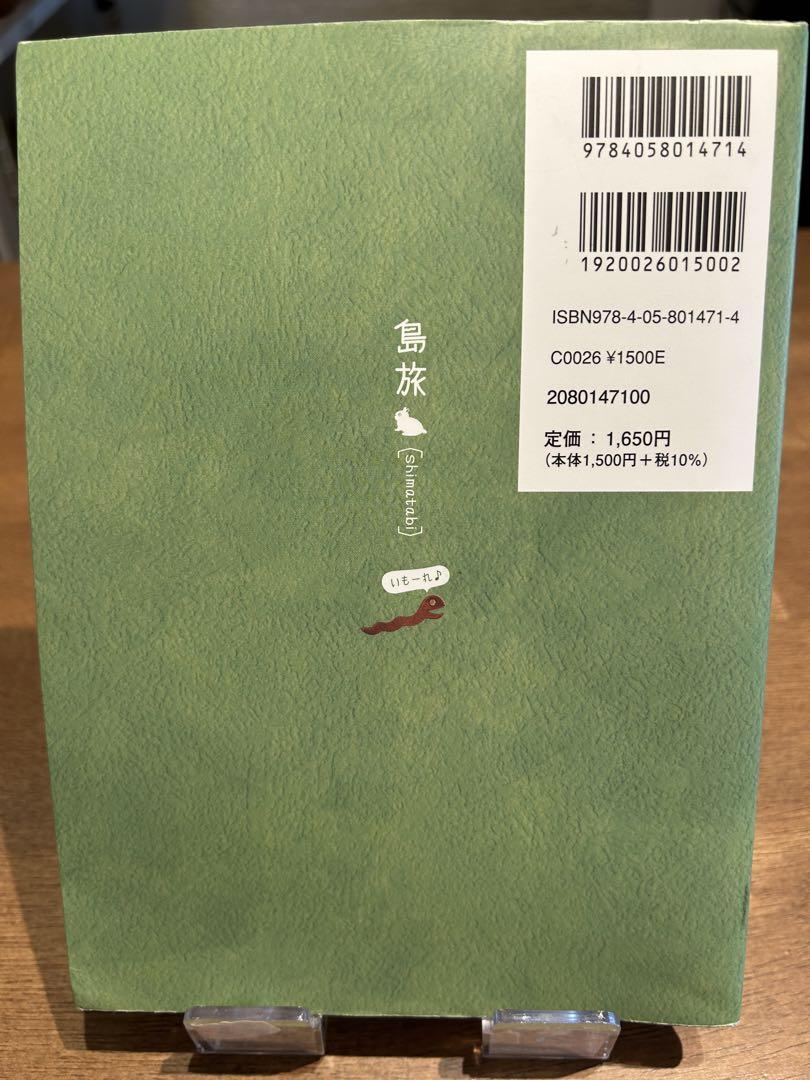 9784058014714
1920026015002
ISBN978-4-05-801471-4
C0026 ¥1500E
2080147100
定価：1,650円
（本体1,500円＋税10%）
島旅
[shimatabi]
いもーれ♪